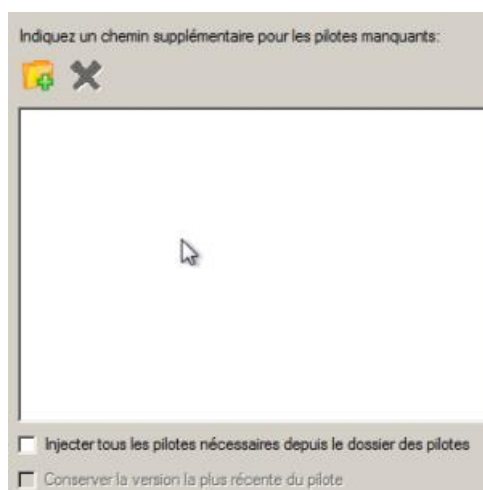 Indiquez un chemin supplémentaire pour les pilotes manquants:
Injecter tous les pilotes nécessaires depuis le dossier des pilotes
Conserver la version la plus récente du pilote